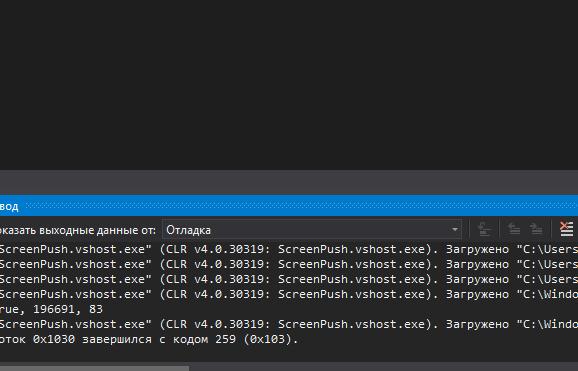 вод
оказать выходные данные от: Отладка
ScreenPush.vshost.exe" (CLR v4.0.30319: ScreenPush.vshost.exe). Загружено "C:\Users
ScreenPush.vshost.exe" (CLR v4.0.30319: ScreenPush.vshost.exe). Загружено "C:\Users
ScreenPush.vshost.exe" (CLR v4.0.30319: ScreenPush.vshost.exe). Загружено "C:\Users
ScreenPush.vshost.exe" (CLR v4.0.30319: ScreenPush.vshost.exe). Загружено "C:\Windo
rue, 196691, 83
ScreenPush.vshost.exe" (CLR v4.0.30319: ScreenPush.vshost.exe). Загружено "C:\Windo
оток 0x1030 завершился с кодом 259 (0x103).